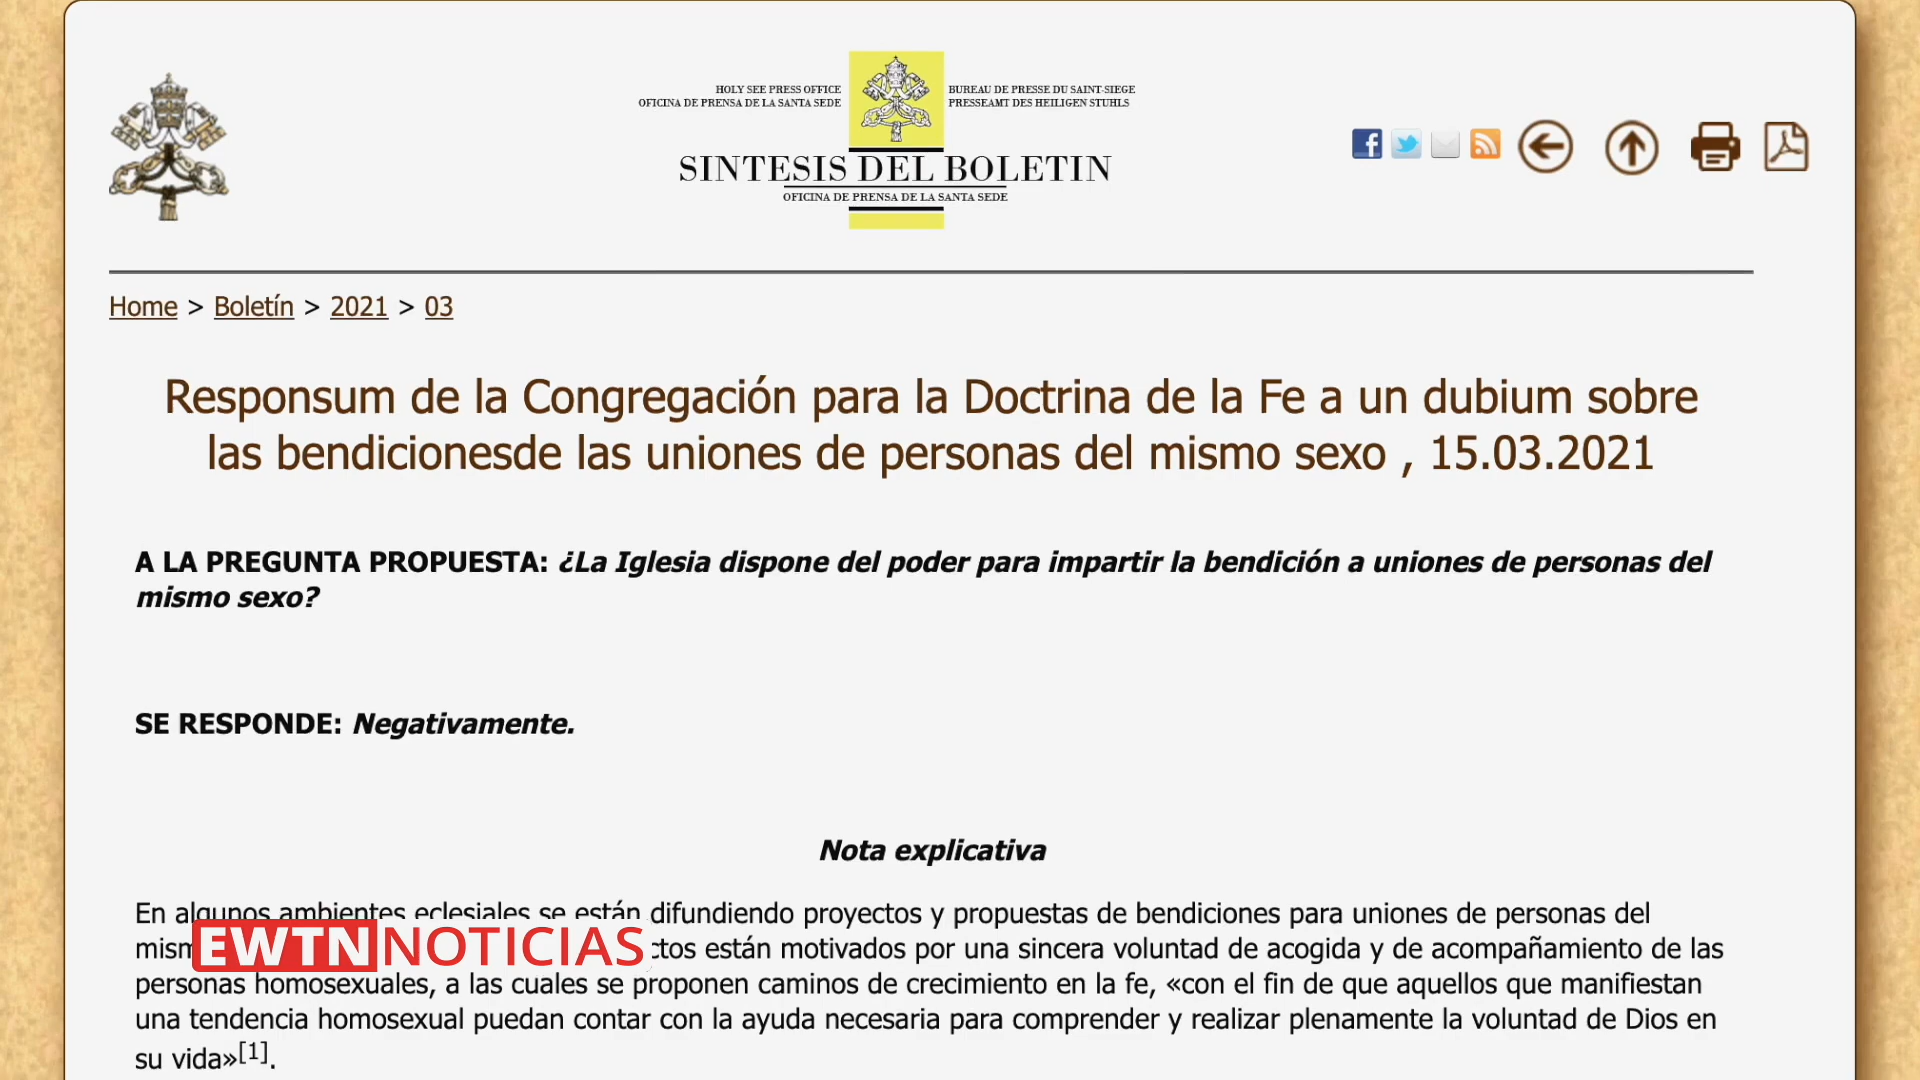 HOLY SEE PRESS OFFICE
OFICINA DE PRENSA DE LA SANTA SEDE
BUREAU DE PRESSE DU SAINT-SIEGE
PRESSEAMT DES HEILIGEN STUHLS
SINTESIS DEL BOLETIN
OFICINA DE PRENSA DE LA SANTA SEDE
Home > Boletín > 2021 > 03
Responsum de la Congregación para la Doctrina de la Fe a un dubium sobre
las bendicionesde las uniones de personas del mismo sexo , 15.03.2021
A LA PREGUNTA PROPUESTA: ¿La Iglesia dispone del poder para impartir la bendición a uniones de personas del
mismo sexo?
SE RESPONDE: Negativamente.
Nota explicativa
En algunos ambientes eclesiales se están difundiendo proyectos y propuestas de bendiciones para uniones de personas del
están motivados por una sincera voluntad de acogida y de acompañamiento de las
EWTN NOTICIAS
personas homosexuales, a las cuales se proponen caminos de crecimiento en la fe, «con el fin de que aquellos que manifiestan
una tendencia homosexual puedan contar con la ayuda necesaria para comprender y realizar plenamente la voluntad de Dios en
su vida»[1].